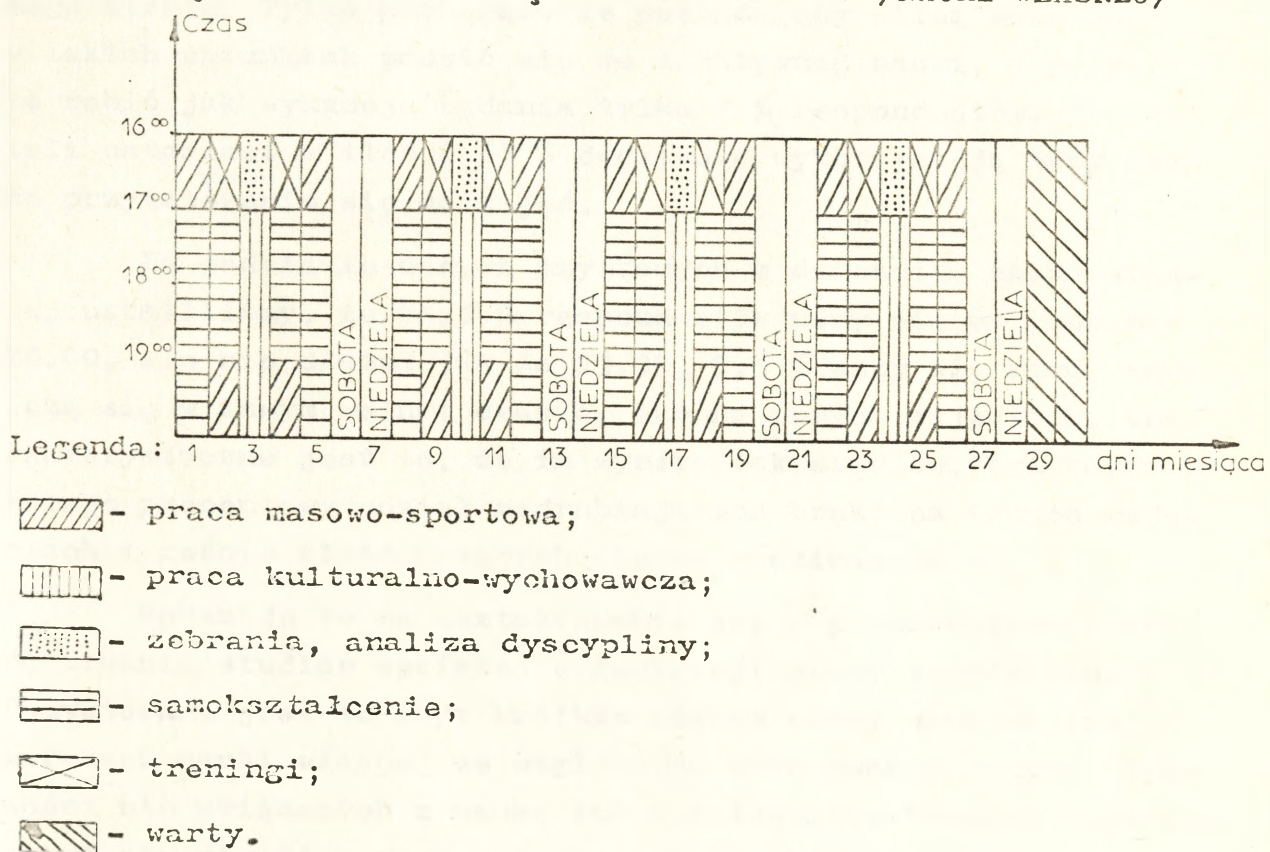 Czas
16⁰⁰
17⁰⁰
18⁰⁰
19⁰⁰
SOBOTA
NIEDZIELA
SOBOTA
NIEDZIELA
SOBOTA
NIEDZIELA
SOBOTA
NIEDZIELA
Legenda: 1 3 5 7 9 11 13 15 17 19 21 23 25 27 29 dni miesiąca
- praca masowo-sportowa;
- praca kulturalno-wychowawcza;
- zebrania, analiza dyscypliny;
- samokształcenie;
- treningi;
- warty.